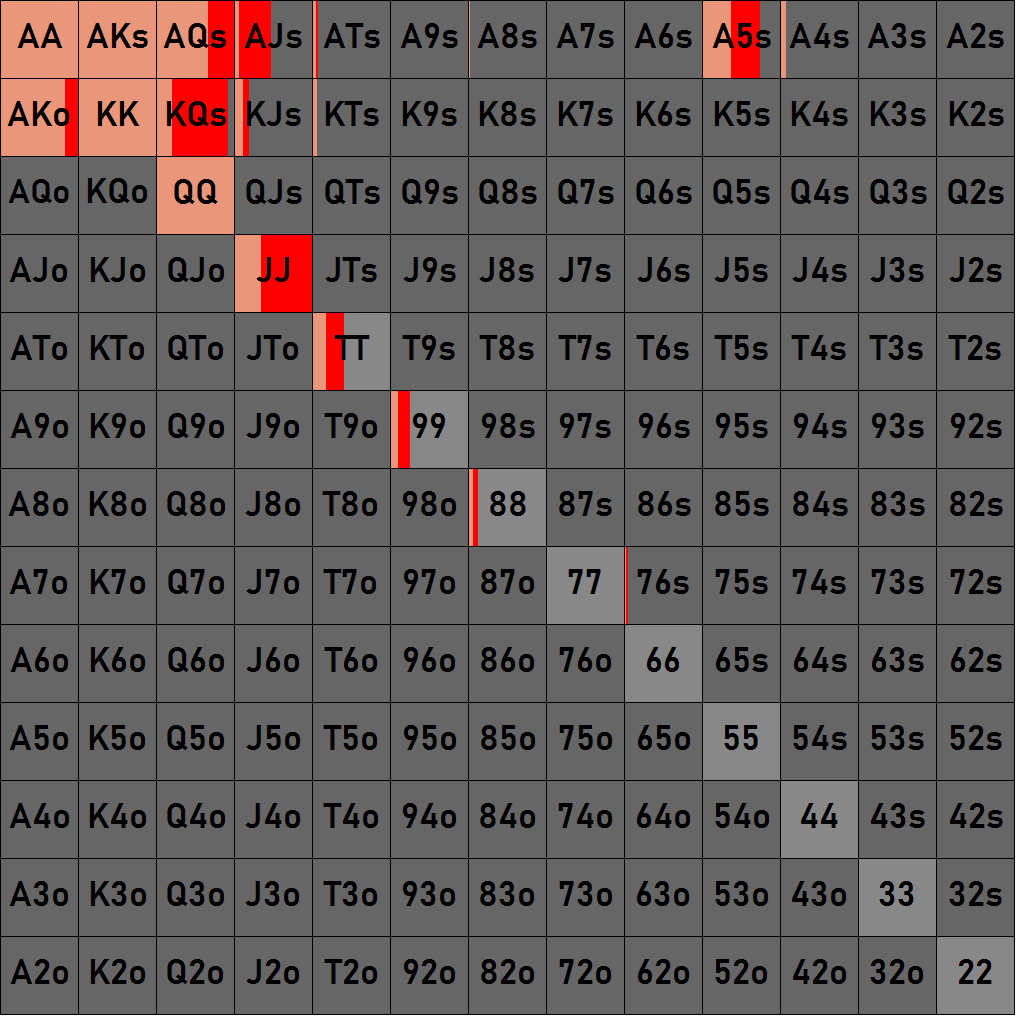 AA AKs AQs AJs ATs A9s A8s A7s A6s A5s A4s A3s A2s
AKo KK KQs KJs KTs K9s K8s K7s K6s K5s K4s K3s K2s
AQo KQo QQ QJs QTs Q9s Q8s Q7s Q6s Q5s Q4s Q3s Q2s
AJo KJo QJo JJ JTs J9s J8s J7s J6s J5s J4s J3s J2s
ATo KTo QTo JTo TT T9s T8s T7s T6s T5s T4s T3s T2s
A9o K9o Q9o J9o T9o 99 98s 97s 96s 95s 94s 93s 92s
A8o K8o Q8o J8o T8o 98o 88 87s 86s 85s 84s 83s 82s
A7o K7o Q7o J7o T7o 97o 87o 77 76s 75s 74s 73s 72s
A6o K6o Q6o J6o T6o 96o 86o 76o 66 65s 64s 63s 62s
A5o K5o Q5o J5o T5o 95o 85o 75o 65o 55 54s 53s 52s
A4o K4o Q4o J4o T4o 94o 84o 74o 64o 54o 44 43s 42s
A3o K3o Q3o J3o T3o 93o 83o 73o 63o 53o 43o 33 32s
A2o K2o Q2o J2o T2o 92o 82o 72o 62o 52o 42o 32o 22